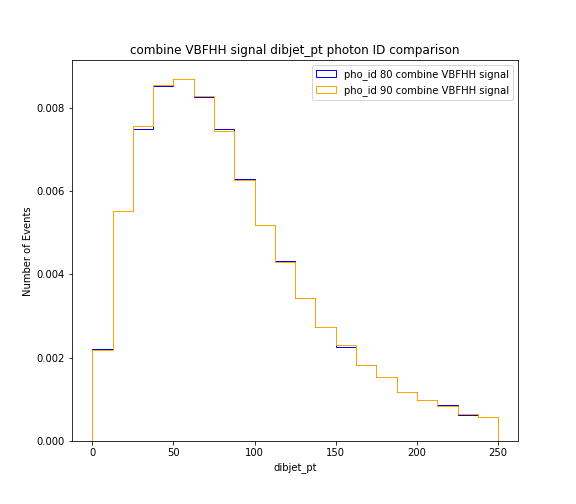 combine VBFHH signal dibjet_pt photon ID comparison
pho_id 80 combine VBFHH signal
pho_id 90 combine VBFHH signal
Number of Events
0.008
0.006
0.004
0.002
0.000
0
50
100
150
200
250
dibjet_pt